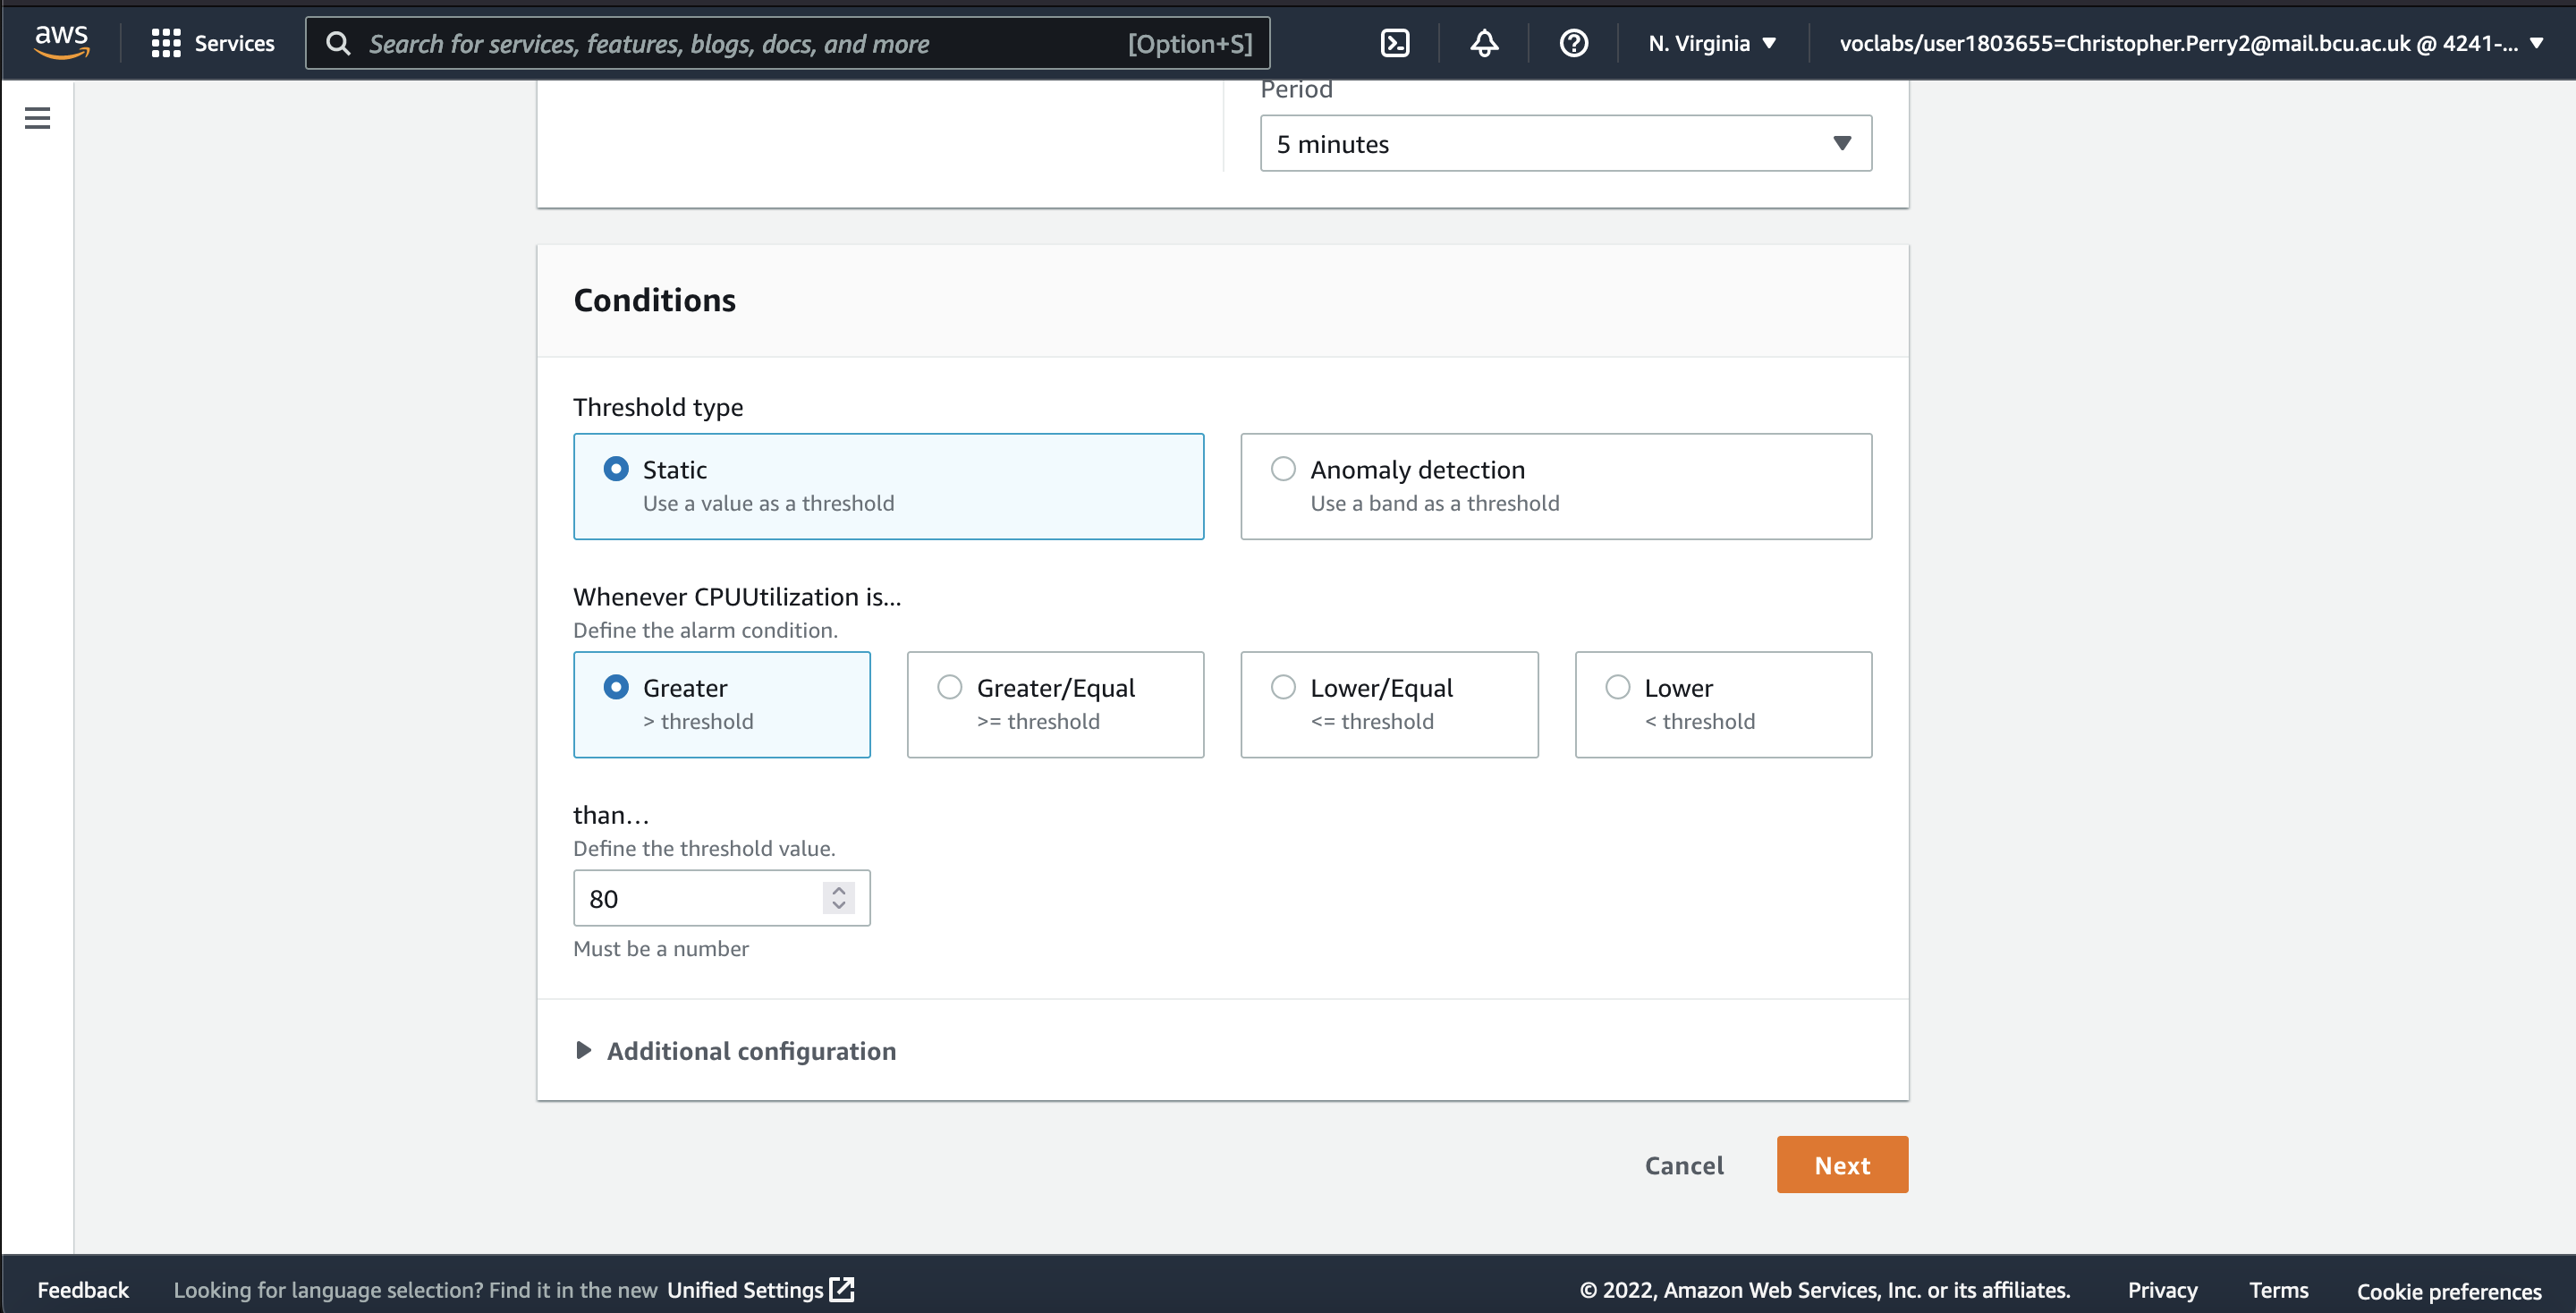 aws
Services
Search for services, features, blogs, docs, and more
[Option+S]
N. Virginia
voclabs/user1803655=Christopher.Perry2@mail.bcu.ac.uk @ 4241-...
Period
5 minutes
Conditions
Threshold type
Static
Use a value as a threshold
Anomaly detection
Use a band as a threshold
Whenever CPUUtilization is...
Define the alarm condition.
Greater
> threshold
Greater/Equal
>= threshold
Lower/Equal
<= threshold
Lower
< threshold
than...
Define the threshold value.
80
Must be a number
Additional configuration
Cancel
Next
Feedback
Looking for language selection? Find it in the new Unified Settings
© 2022, Amazon Web Services, Inc. or its affiliates.
Privacy
Terms
Cookie preferences